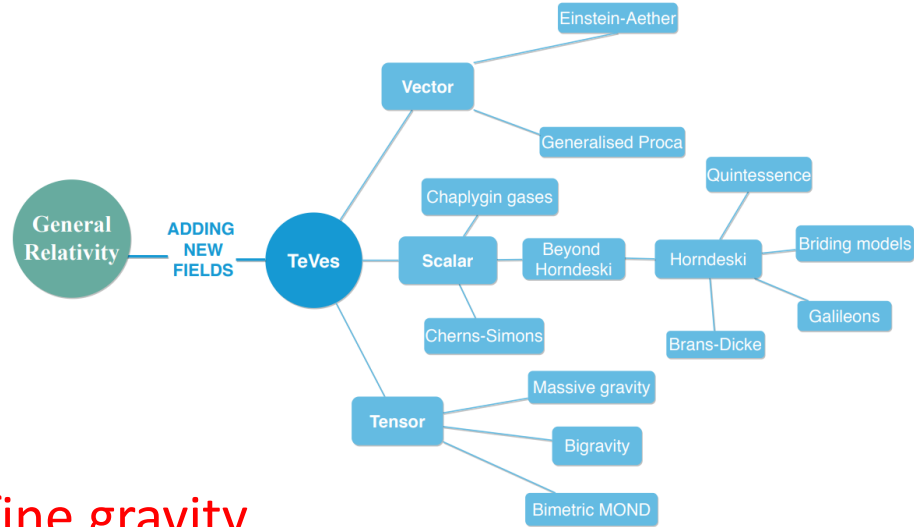 Einstein-Aether
Vector
Generalised Proca
Quintessence
Chaplygin gases
General
Relativity
ADDING
NEW
FIELDS
TeVes
Scalar
Beyond
Horndeski
Horndeski
Briding models
Galileons
Cherns-Simons
Brans-Dicke
Massive gravity
Tensor
Bigravity
Bimetric MOND
gravity